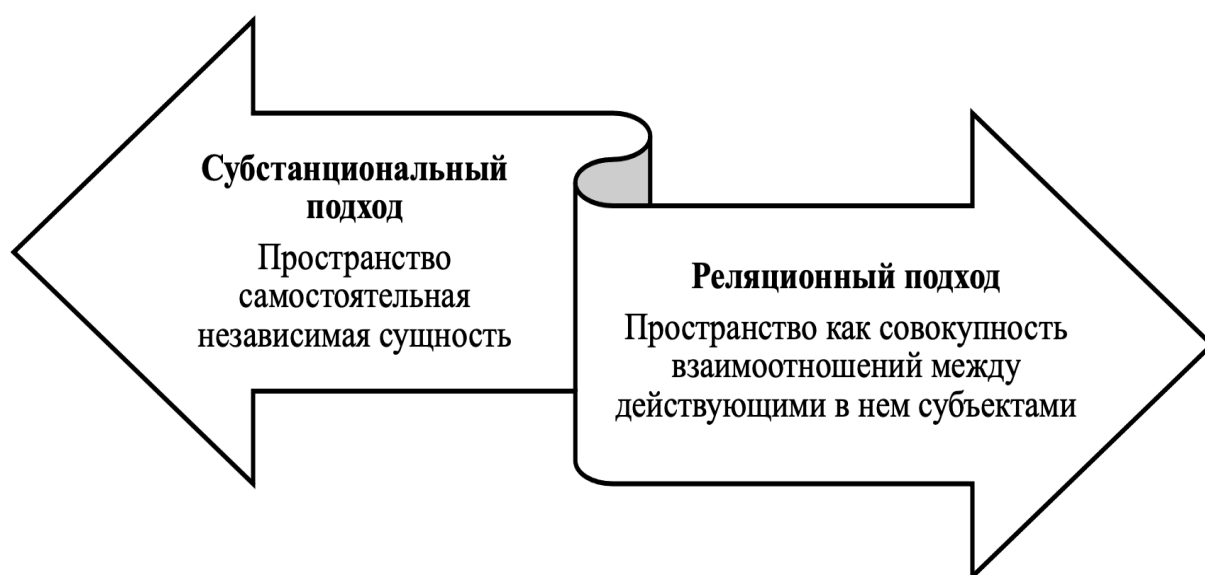 Субстанциональный
подход
Пространство
самостоятельная
независимая сущность
Реляционный подход
Пространство как совокупность
взаимоотношений между
действующими в нем субъектами